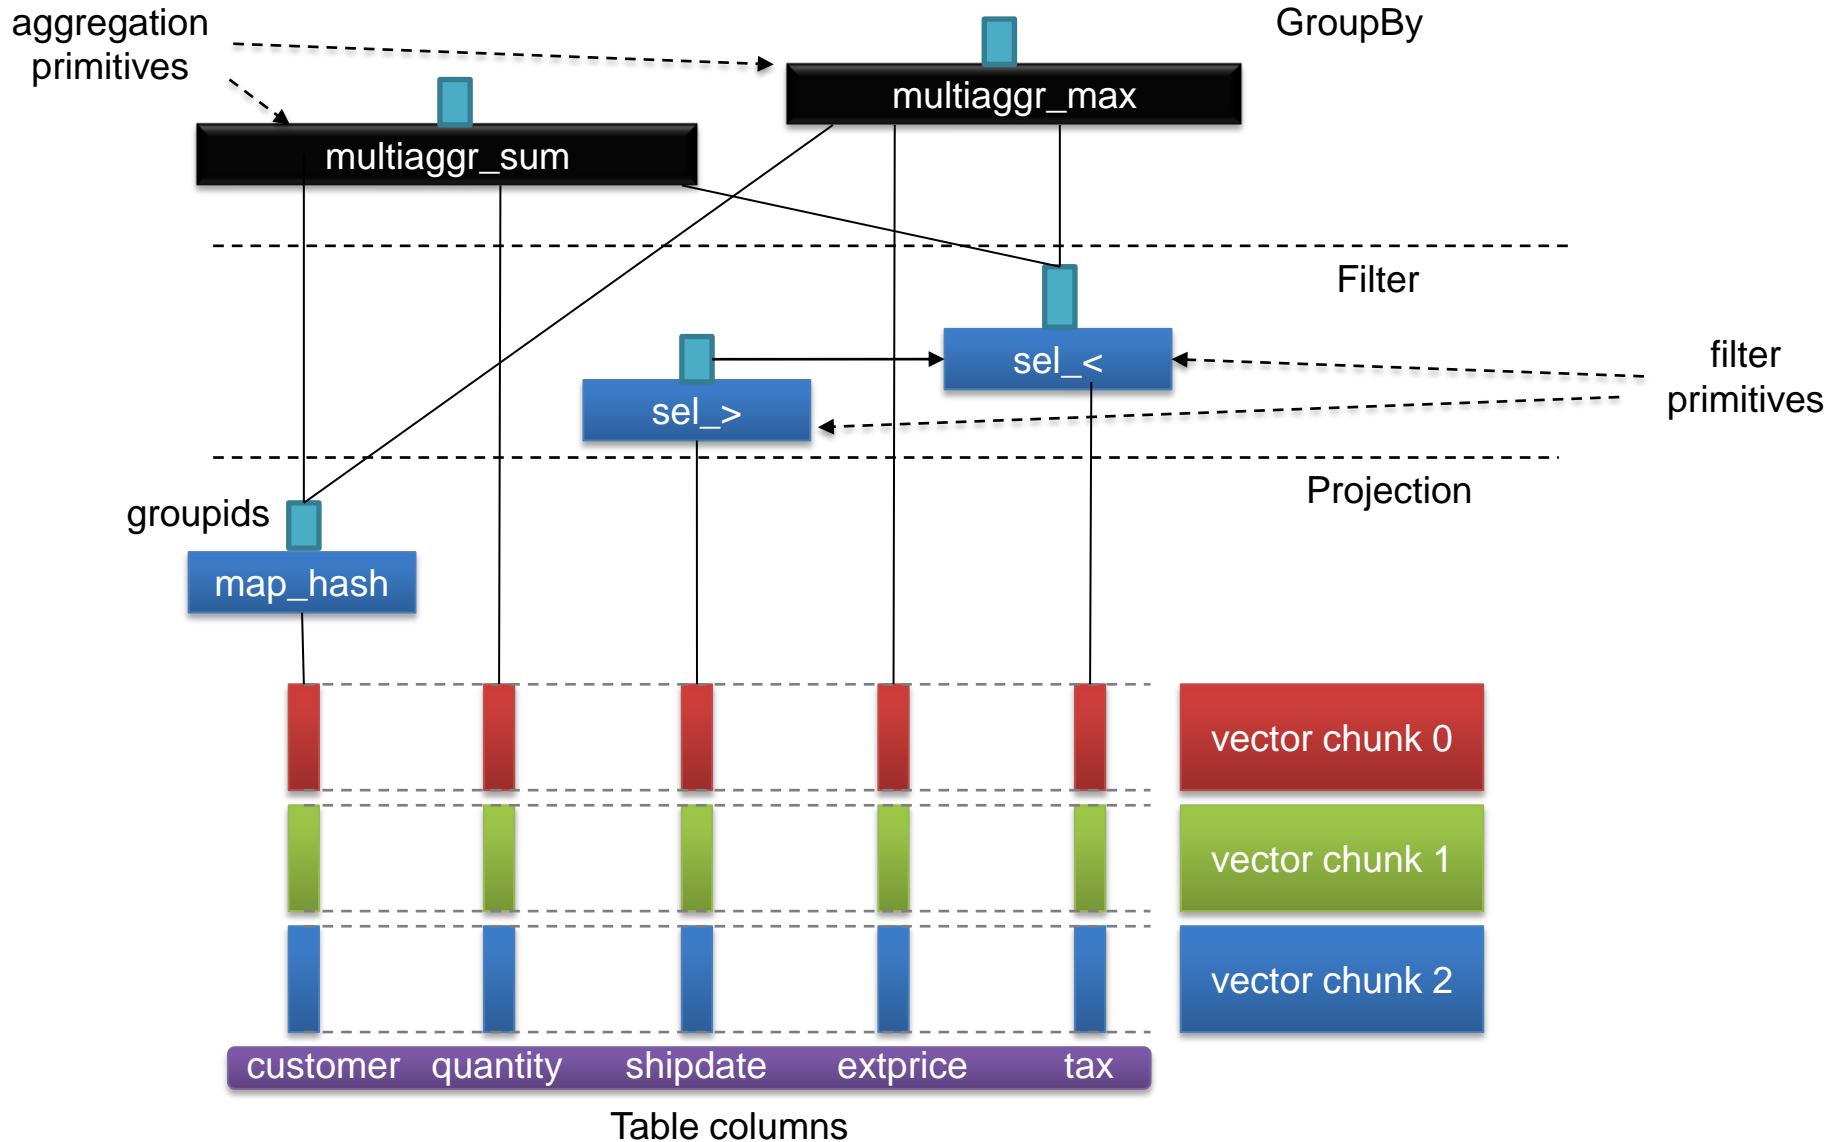 aggregation
primitives
GroupBy
multiaggr_max
multiaggr_sum
Filter
sel_<
filter
primitives
sel_>
Projection
groupids
map_hash
vector chunk 0
vector chunk 1
vector chunk 2
customer quantity shipdate extprice tax
Table columns